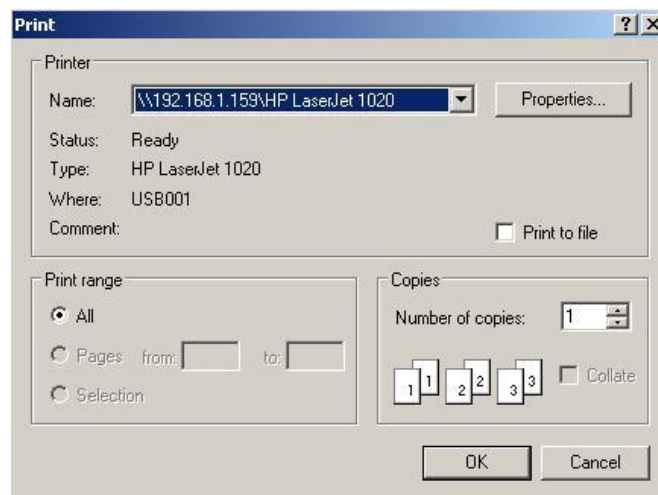 Print
Printer
Name: \\192.168.1.159\HP LaserJet 1020 Properties...
Status: Ready
Type: HP LaserJet 1020
Where: USB001
Comment: Print to file
Print range
All
Pages from: to:
Selection
Copies
Number of copies: 1
1 1 2 2 3 3 Collate
OK Cancel